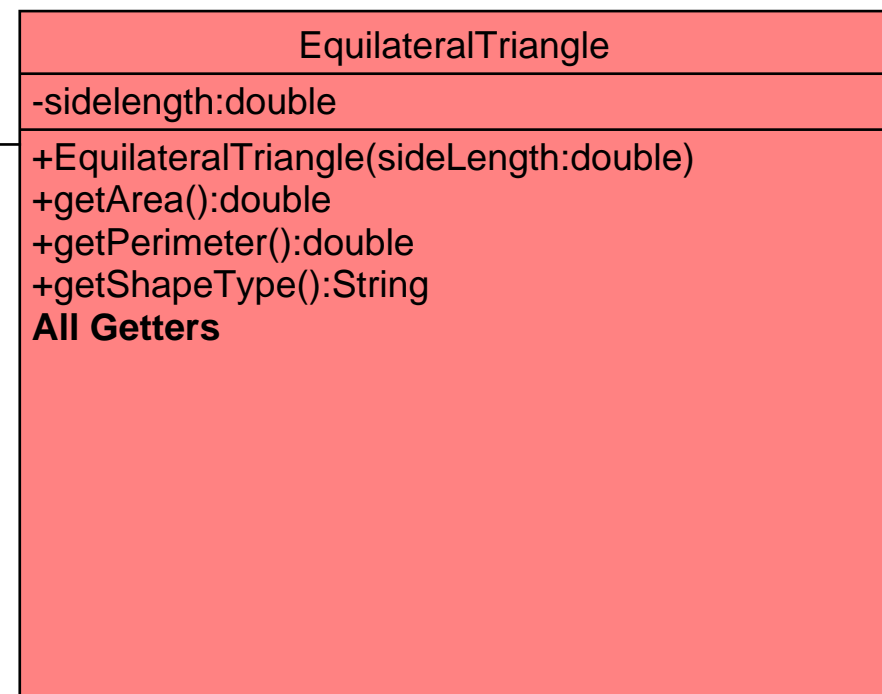 EquilateralTriangle
-sidelength:double
+EquilateralTriangle(sideLength:double)
+getArea():double
+getPerimeter():double
+getShapeType():String
All Getters